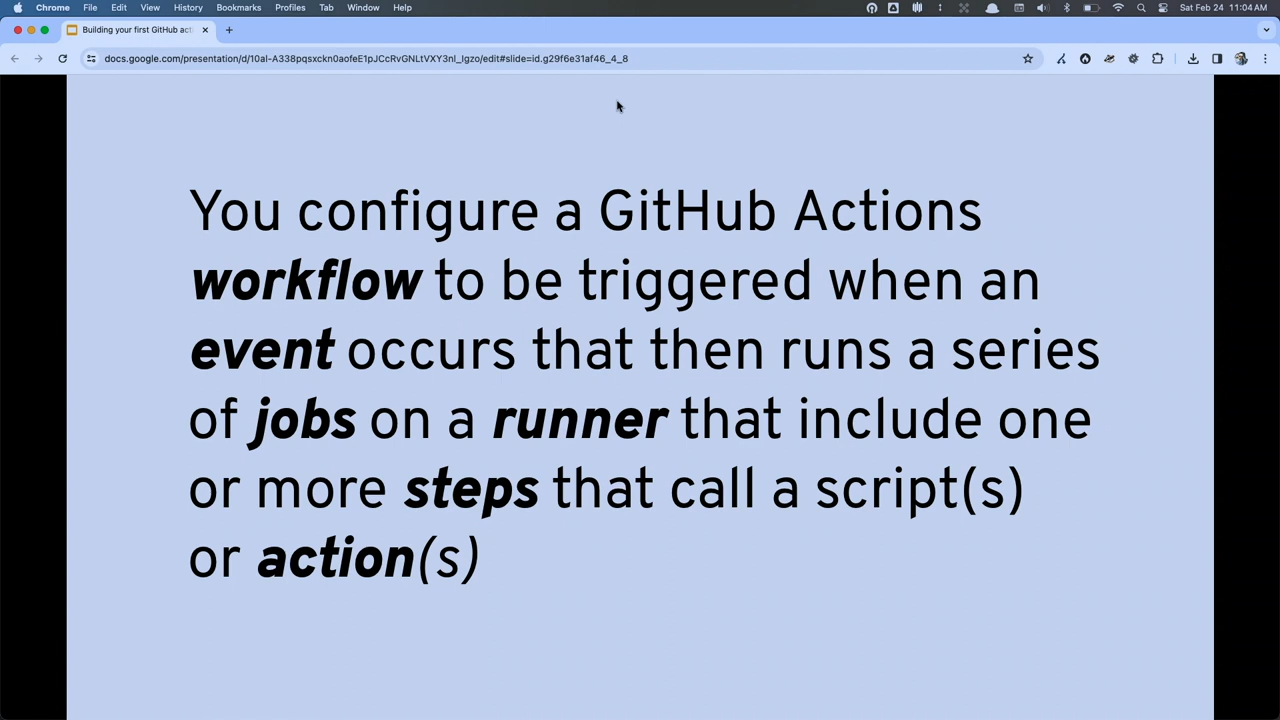 Chrome File Edit View History Bookmarks Profiles Tab Window Help Sat Feb 24 11:04 AM
Building your first GitHub acti
docs.google.com/presentation/d/10al-A338pqsxckn0aofeE1pJCcRvGNLtVXY3nl_lgzo/edit#slide=id.g29f6e31af46_4_8
You configure a GitHub Actions
workflow to be triggered when an
event occurs that then runs a series
of jobs on a runner that include one
or more steps that call a script(s)
or action(s)